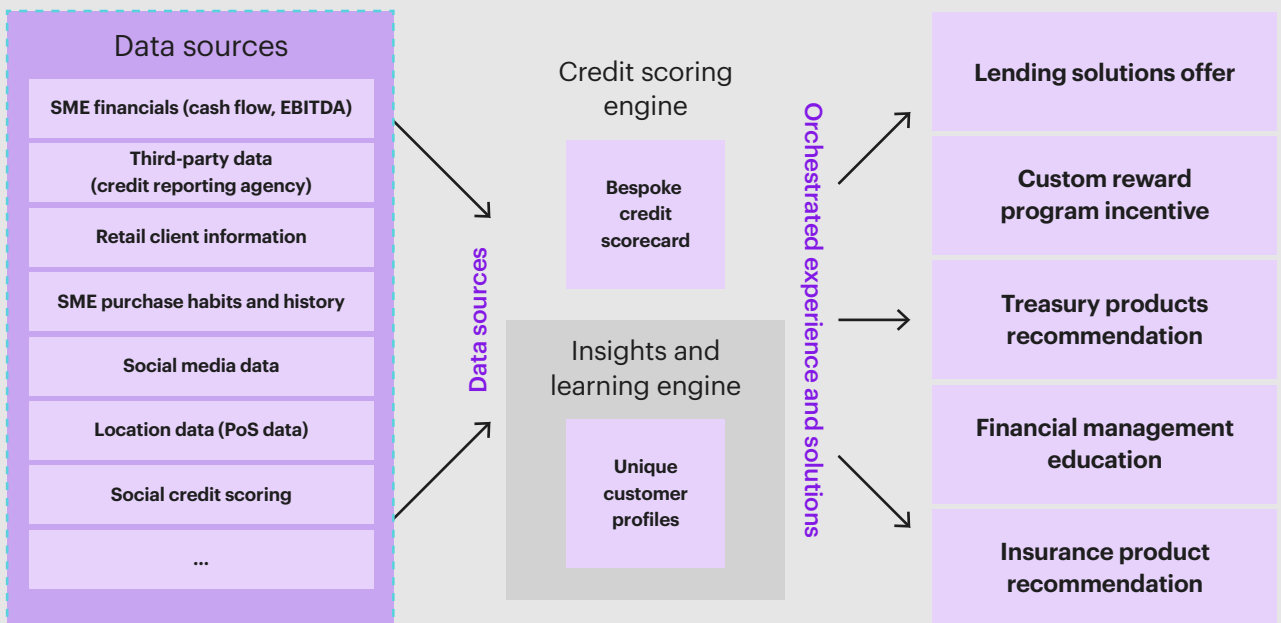 Data sources
SME financials (cash flow, EBITDA)
Third-party data
(credit reporting agency)
Retail client information
SME purchase habits and history
Social media data
Location data (PoS data)
Social credit scoring
...
Data sources
Credit scoring
engine
Bespoke
credit
scorecard
Insights and
learning engine
Unique
customer
profiles
Orchestrated experience and solutions
Lending solutions offer
Custom reward
program incentive
Treasury products
recommendation
Financial management
education
Insurance product
recommendation